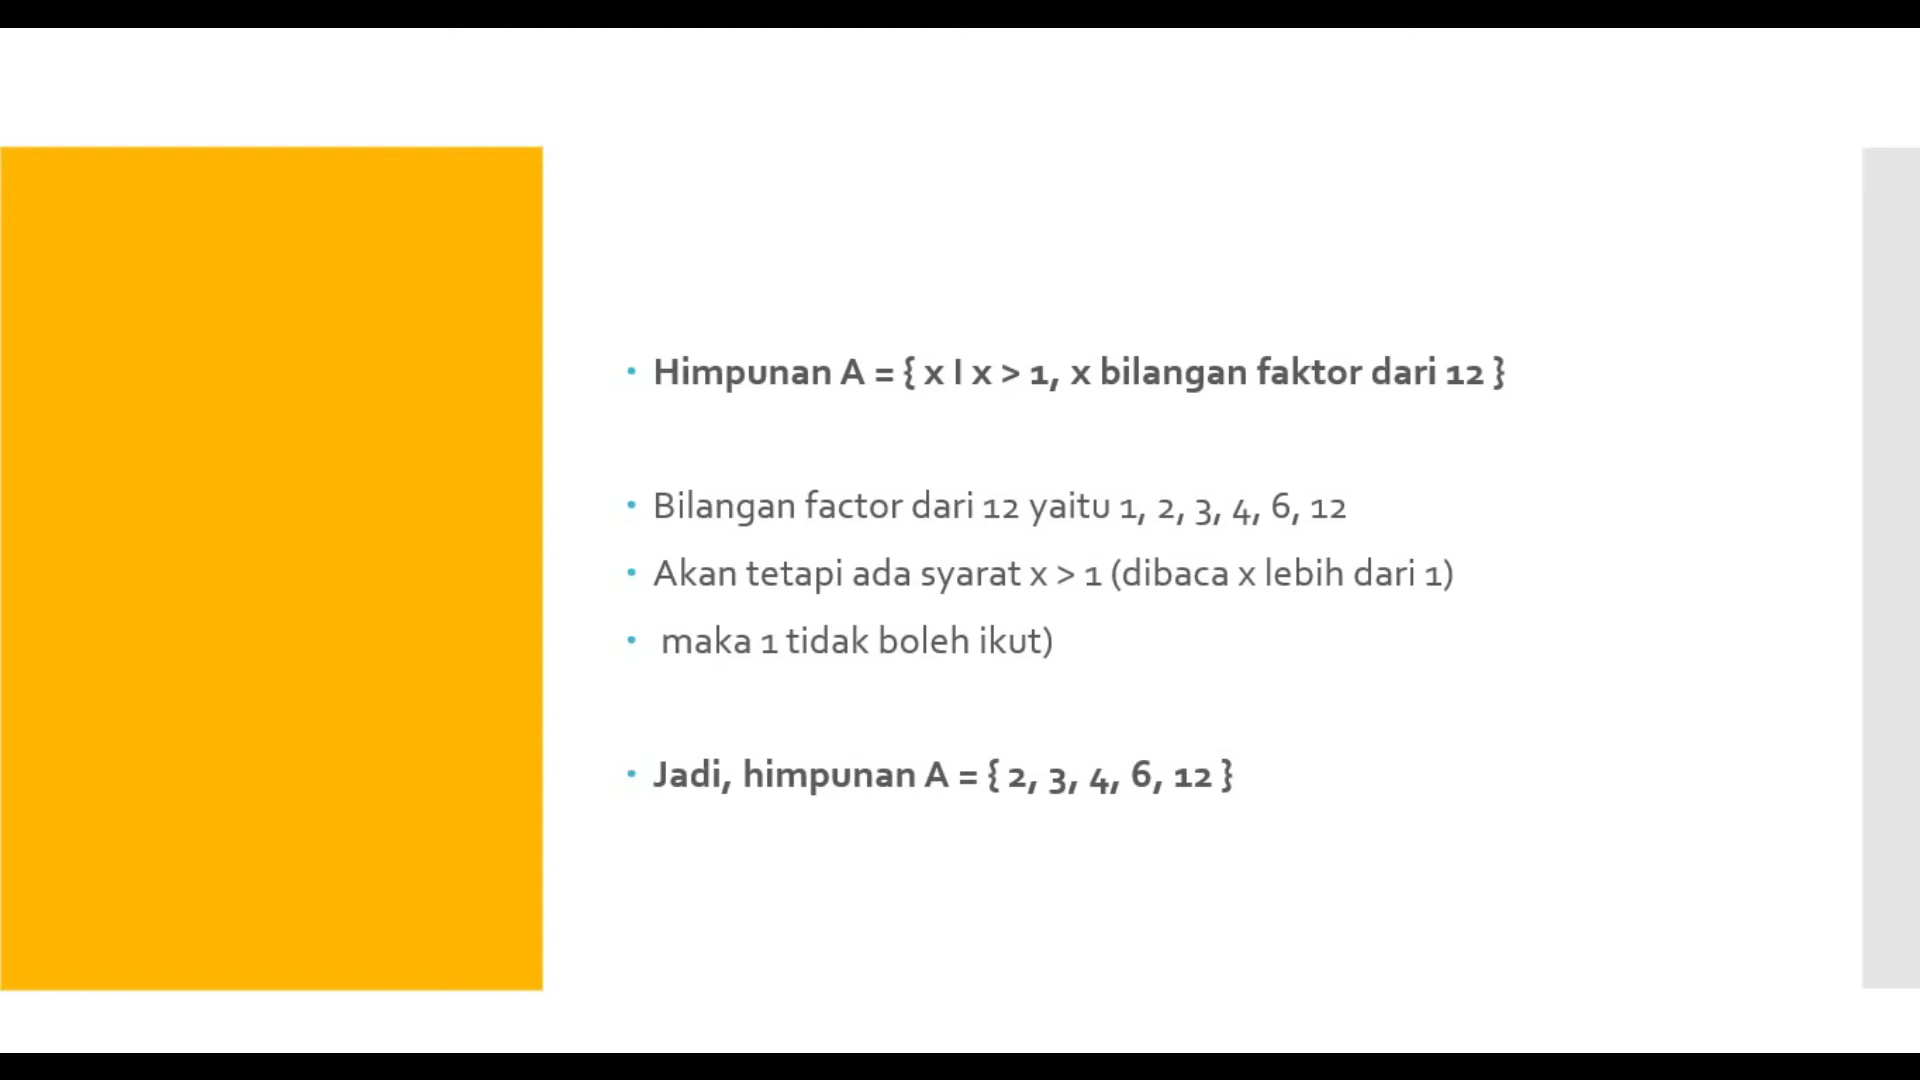 • Himpunan A = { x I x > 1, x bilangan faktor dari 12 }
• Bilangan factor dari 12 yaitu 1, 2, 3, 4, 6, 12
• Akan tetapi ada syarat x > 1 (dibaca x lebih dari 1)
• maka 1 tidak boleh ikut)
• Jadi, himpunan A = { 2, 3, 4, 6, 12 }